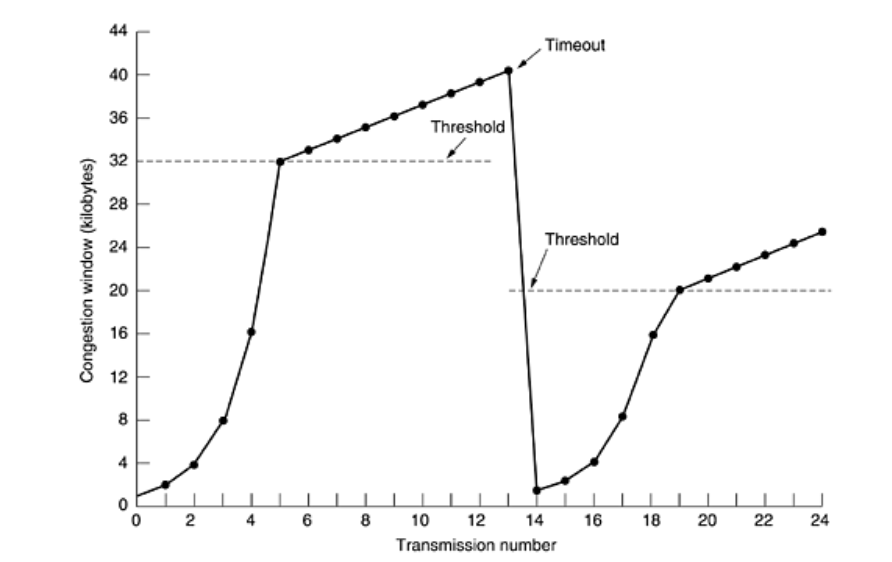 44
Timeout
40
36
Threshold
32
28
24
Threshold
20
16
12
8
4
0
Congestion window (kilobytes)
0 2 4 6 8 10 12 14 16 18 20 22 24
Transmission number